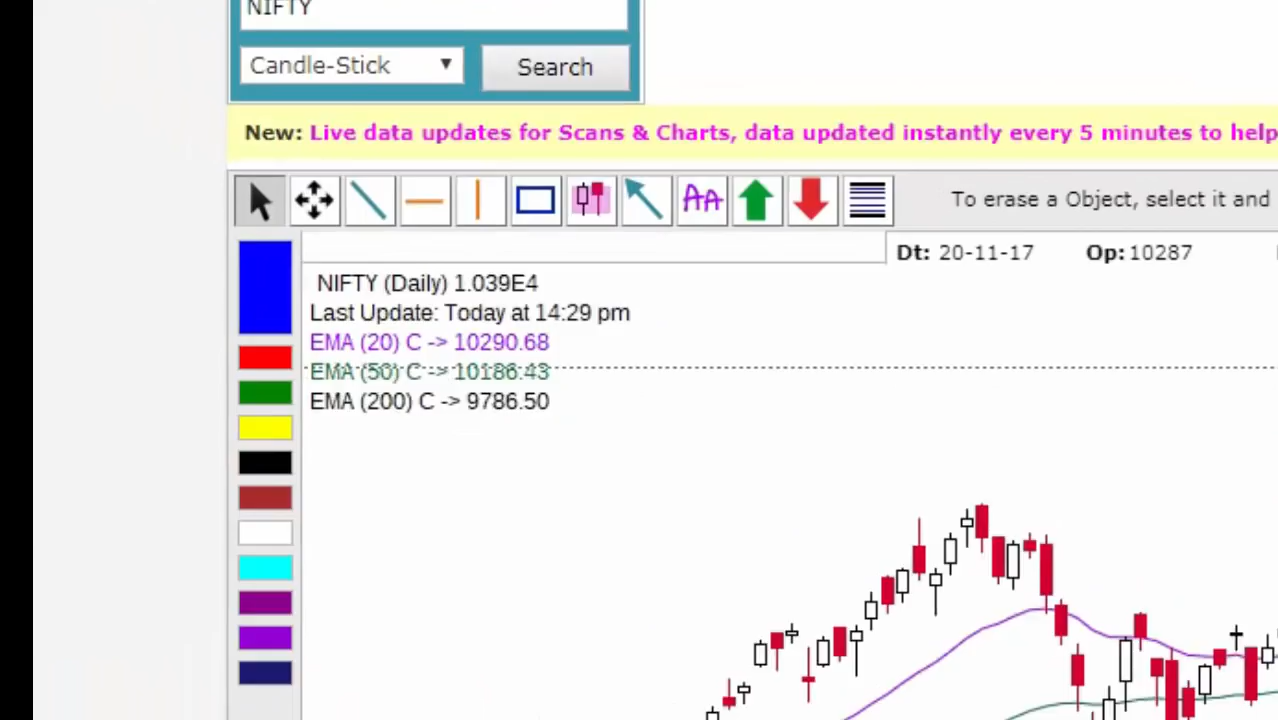 NIFTY
Candle-Stick
Search
New: Live data updates for Scans & Charts, data updated instantly every 5 minutes to help
AA
To erase a Object, select it and
Dt: 20-11-17 Op: 10287
NIFTY (Daily) 1.039E4
Last Update: Today at 14:29 pm
EMA (20) C -> 10290.68
EMA (50) C -> 10186.43
EMA (200) C -> 9786.50